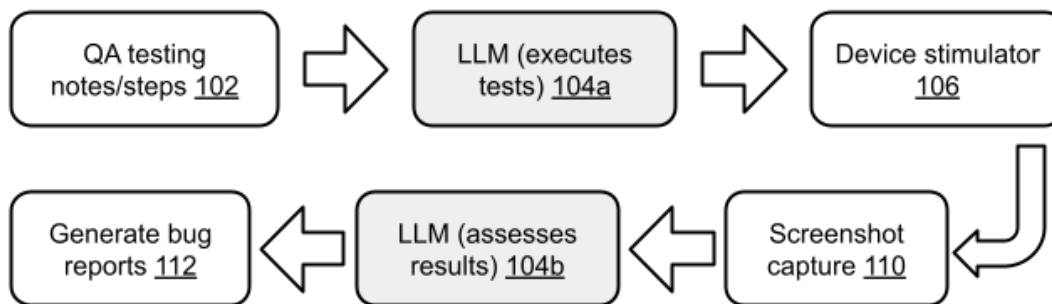 QA testing
notes/steps 102
LLM (executes
tests) 104a
Device stimulator
106
Generate bug
reports 112
LLM (assesses
results) 104b
Screenshot
capture 110